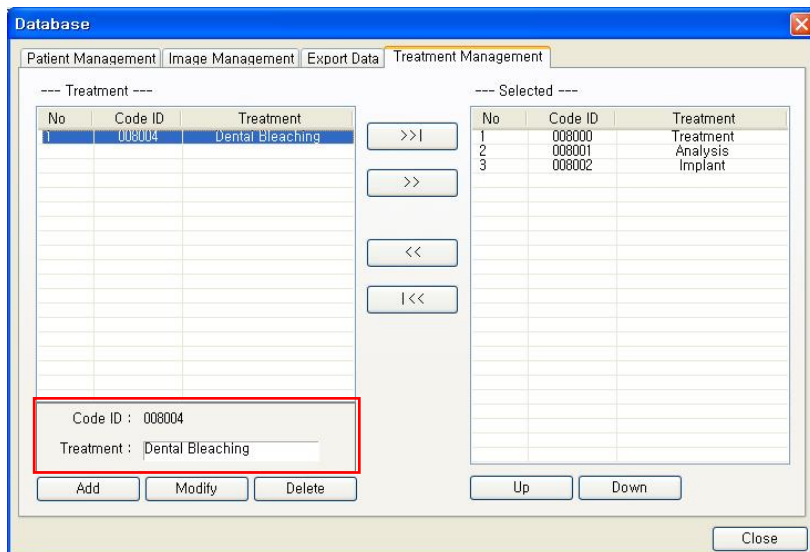 Database
Patient Management Image Management Export Data Treatment Management
--- Treatment ---
No Code ID Treatment
1 008004 Dental Bleaching
>>|
>>
<<
|<<
--- Selected ---
No Code ID Treatment
1 008000 Treatment
2 008001 Analysis
3 008002 Implant
Code ID : 008004
Treatment : Dental Bleaching
Add Modify Delete
Up Down
Close